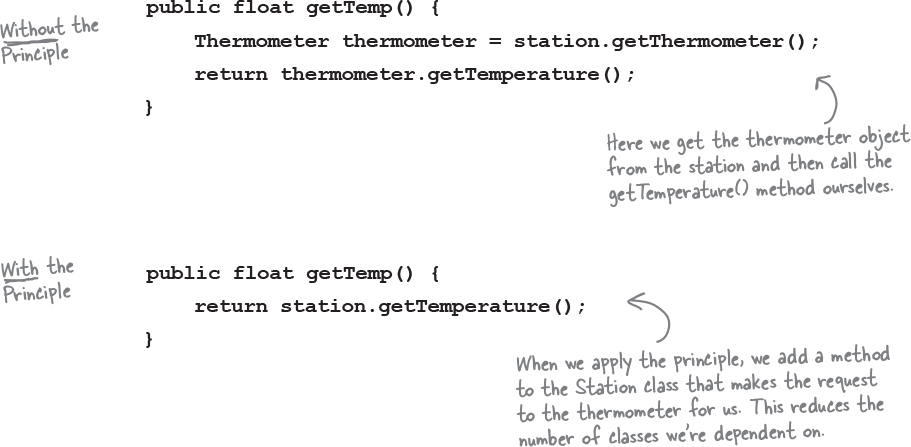 Without the
Principle
public float getTemp() {
Thermometer thermometer = station.getThermometer();
return thermometer.getTemperature();
}
Here we get the thermometer object
from the station and then call the
getTemperature() method ourselves.
With the
Principle
public float getTemp() {
return station.getTemperature();
}
When we apply the principle, we add a method
to the Station class that makes the request
to the thermometer for us. This reduces the
number of classes we're dependent on.